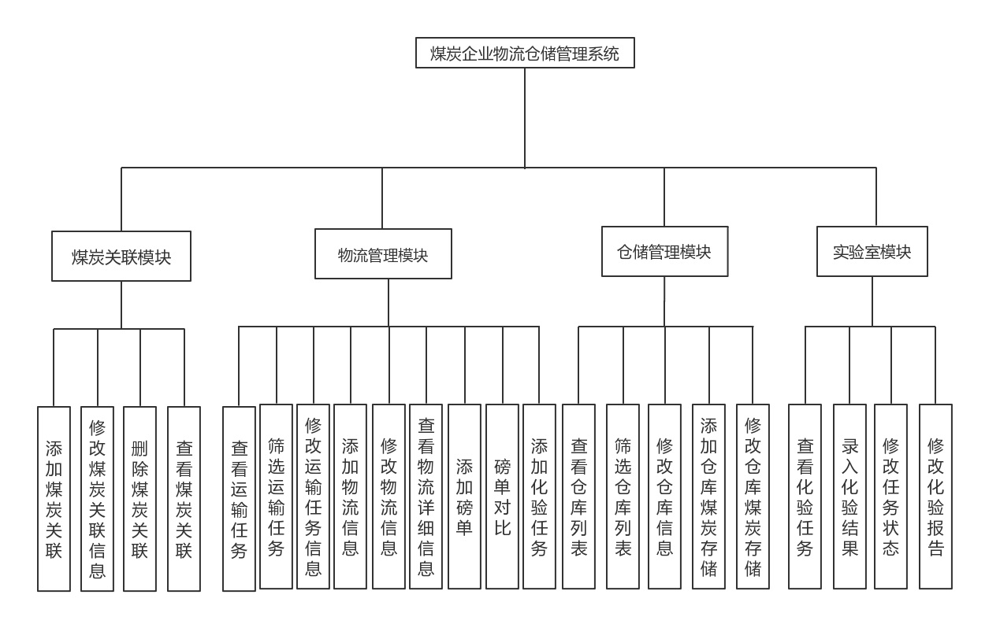 煤炭企业物流仓储管理系统
煤炭关联模块
物流管理模块
仓储管理模块
实验室模块
添加煤炭关联
修改煤炭关联信息
删除煤炭关联
查看煤炭关联
查看运输任务
筛选运输任务
修改运输任务信息
添加物流信息
修改物流信息
查看物流详细信息
添加磅单
磅单对比
添加化验任务
查看仓库列表
筛选仓库列表
修改仓库信息
添加仓库煤炭存储
修改仓库煤炭存储
查看化验任务
录入化验结果
修改任务状态
修改化验报告